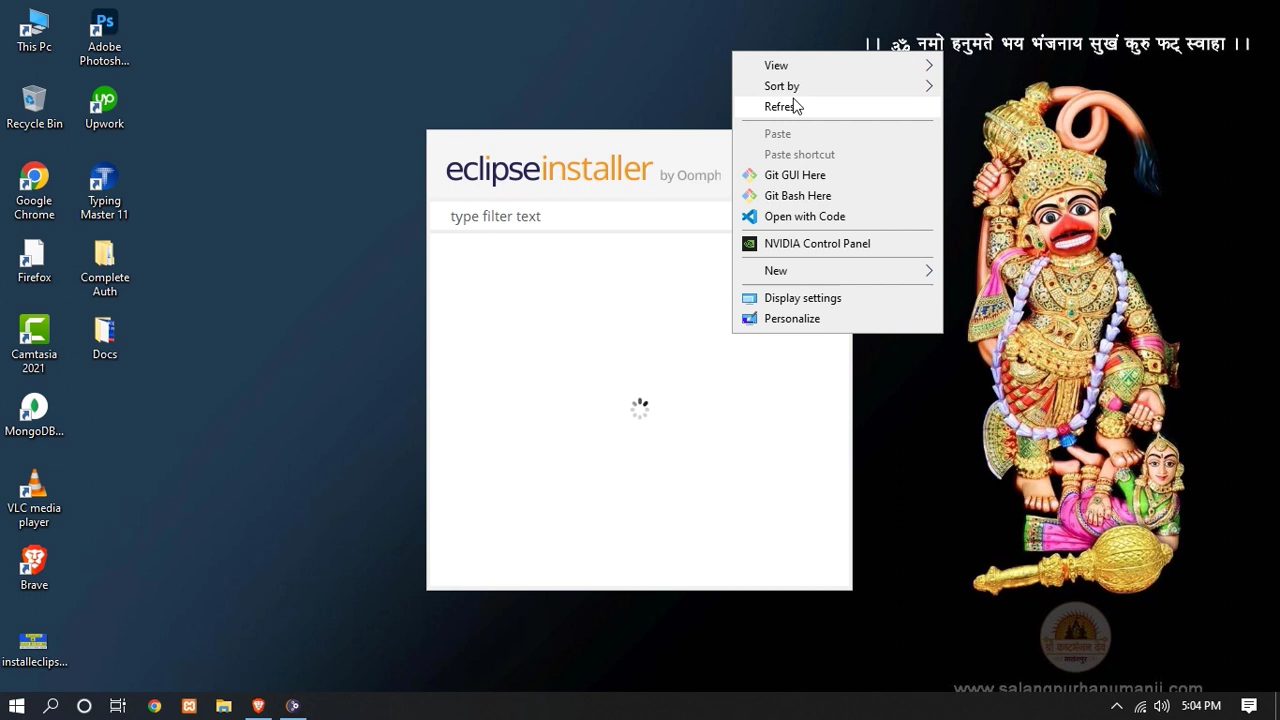 This Pc
Adobe
Photosh...
Recycle Bin
Upwork
Google
Chrome
Typing
Master 11
Firefox
Complete
Auth
Camtasia
2021
Docs
MongoDB...
VLC media
player
Brave
installeclips...
।। ॐ नमो हनुमते भय भंजनाय सुखं कुरु फट् स्वाहा ।।
eclipseinstaller by Oomph
type filter text
View
Sort by
Refresh
Paste
Paste shortcut
Git GUI Here
Git Bash Here
Open with Code
NVIDIA Control Panel
New
Display settings
Personalize
www.salangpurhanumanji.com
5:04 PM